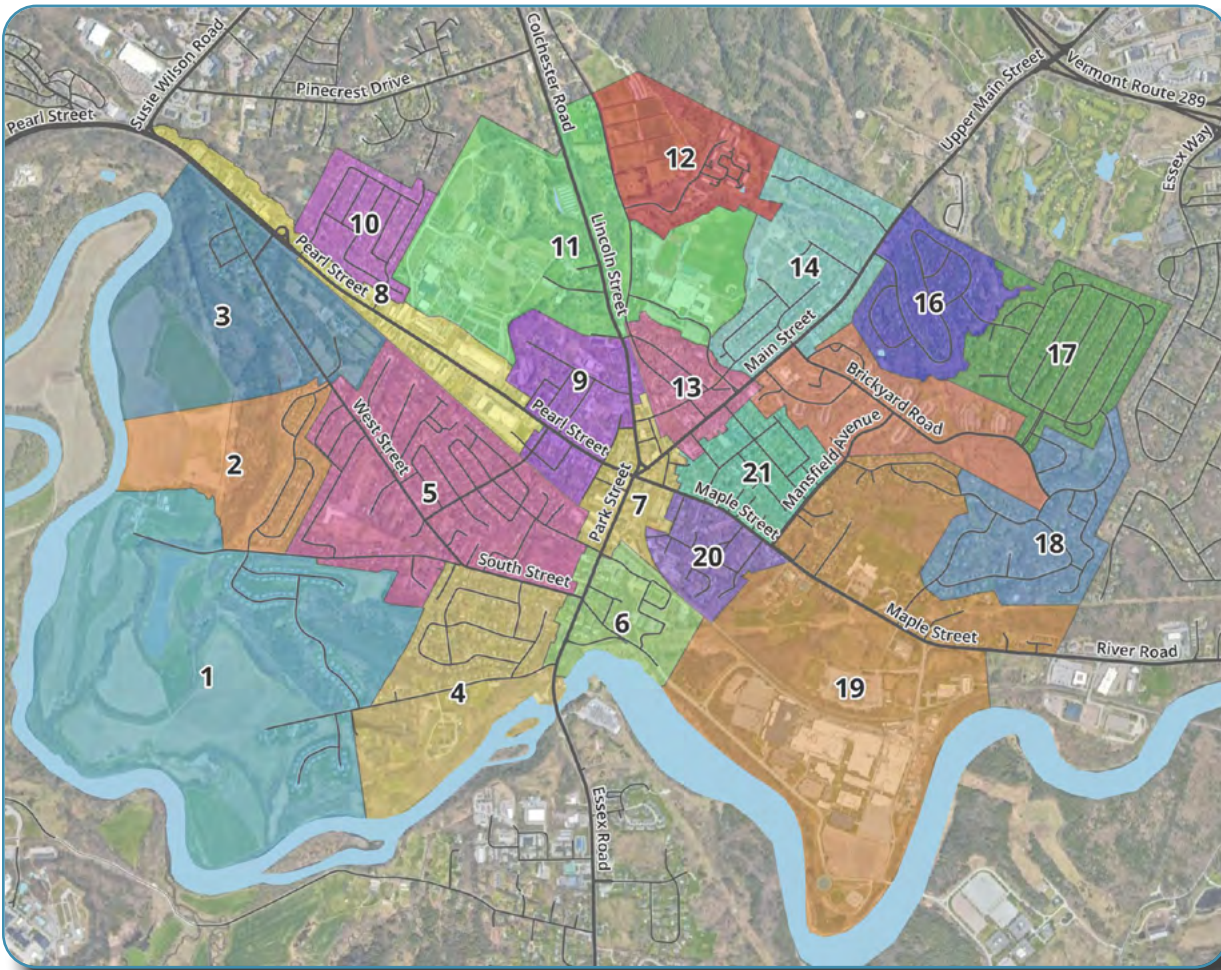 Susie Wilson Road
Pinecrest Drive
Colchester Road
Upper Main Street
Vermont Route 289
Pearl Street
Essex Way
12
10
11
Lincoln Street
14
Pearl Street
8
3
16
Main Street
17
9
13
Brickyard Road
West Street
Pearl Street
Mansfield Avenue
2
21
5
Park Street
7
Maple Street
18
South Street
20
6
Maple Street
River Road
1
4
19
Essex Road